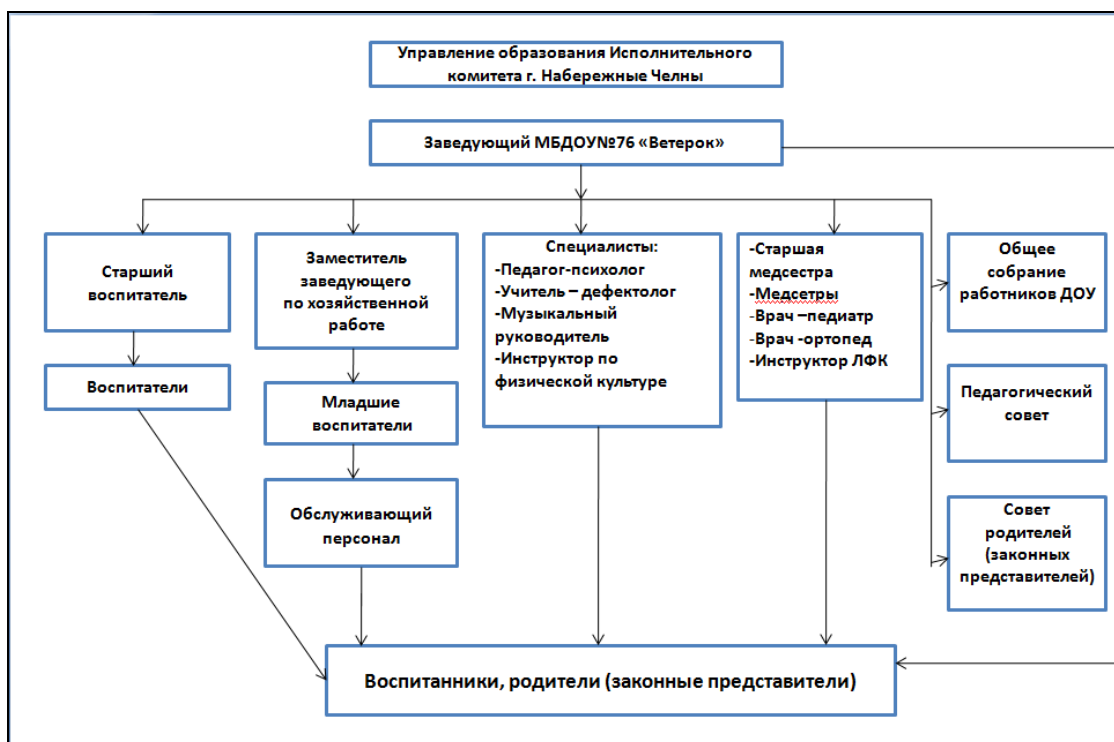 Управление образования Исполнительного
комитета г. Набережные Челны
Заведующий МБДОУ№76 «Ветерок»
Старший
воспитатель
Воспитатели
Заместитель
заведующего
по хозяйственной
работе
Младшие
воспитатели
Обслуживающий
персонал
Специалисты:
-Педагог-психолог
-Учитель – дефектолог
-Музыкальный
руководитель
-Инструктор по
физической культуре
-Старшая
медсестра
-Медсетры
-Врач –педиатр
-Врач -ортопед
-Инструктор ЛФК
Общее
собрание
работников ДОУ
Педагогический
совет
Совет
родителей
(законных
представителей)
Воспитанники, родители (законные представители)